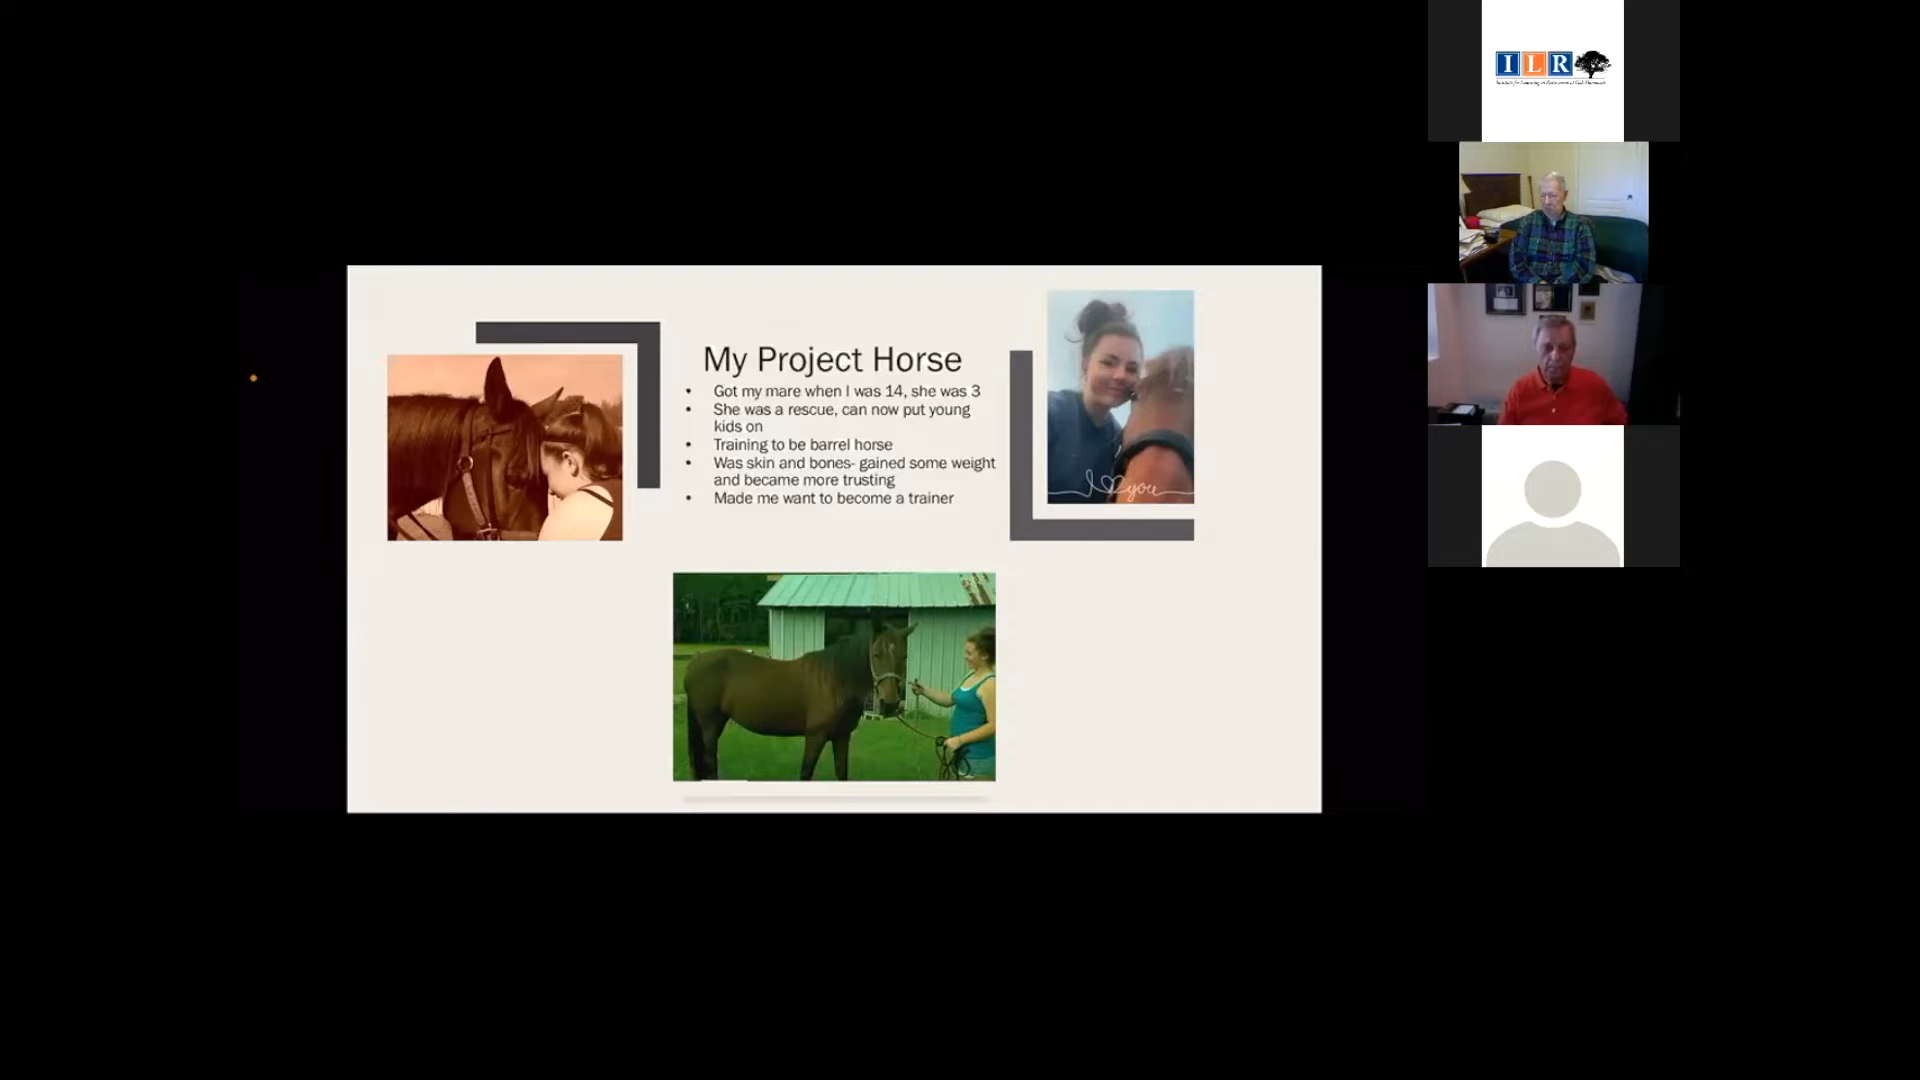 My Project Horse
• Got my mare when I was 14, she was 3
• She was a rescue, can now put young
kids on
• Training to be barrel horse
• Was skin and bones- gained some weight
and became more trusting
• Made me want to become a trainer
I you
ILR